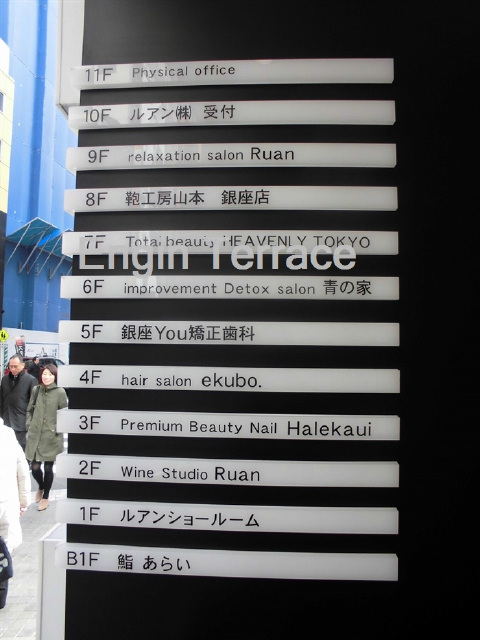 11F Physical office
10F ルアン㈱ 受付
9F relaxation salon Ruan
8F 鞄工房山本 銀座店
7F Total beauty HEAVENLY TOKYO
Engin Terrace
6F improvement Detox salon 青の家
5F 銀座You矯正歯科
4F hair salon ekubo.
3F Premium Beauty Nail Halekaui
2F Wine Studio Ruan
1F ルアンショールーム
B1F 鮨 あらい